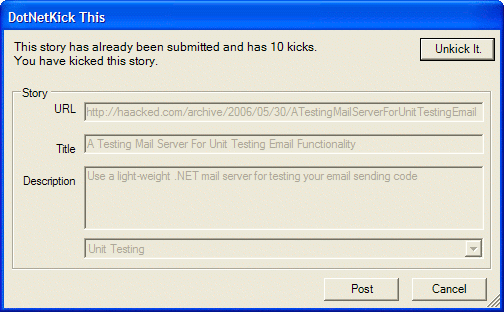 DotNetKick This
This story has already been submitted and has 10 kicks.
You have kicked this story.
Unkick It.
Story
URL
http://haacked.com/archive/2006/05/30/ATestingMailServerForUnitTestingEmail
Title
A Testing Mail Server For Unit Testing Email Functionality
Description
Use a light-weight .NET mail server for testing your email sending code
Unit Testing
Post
Cancel